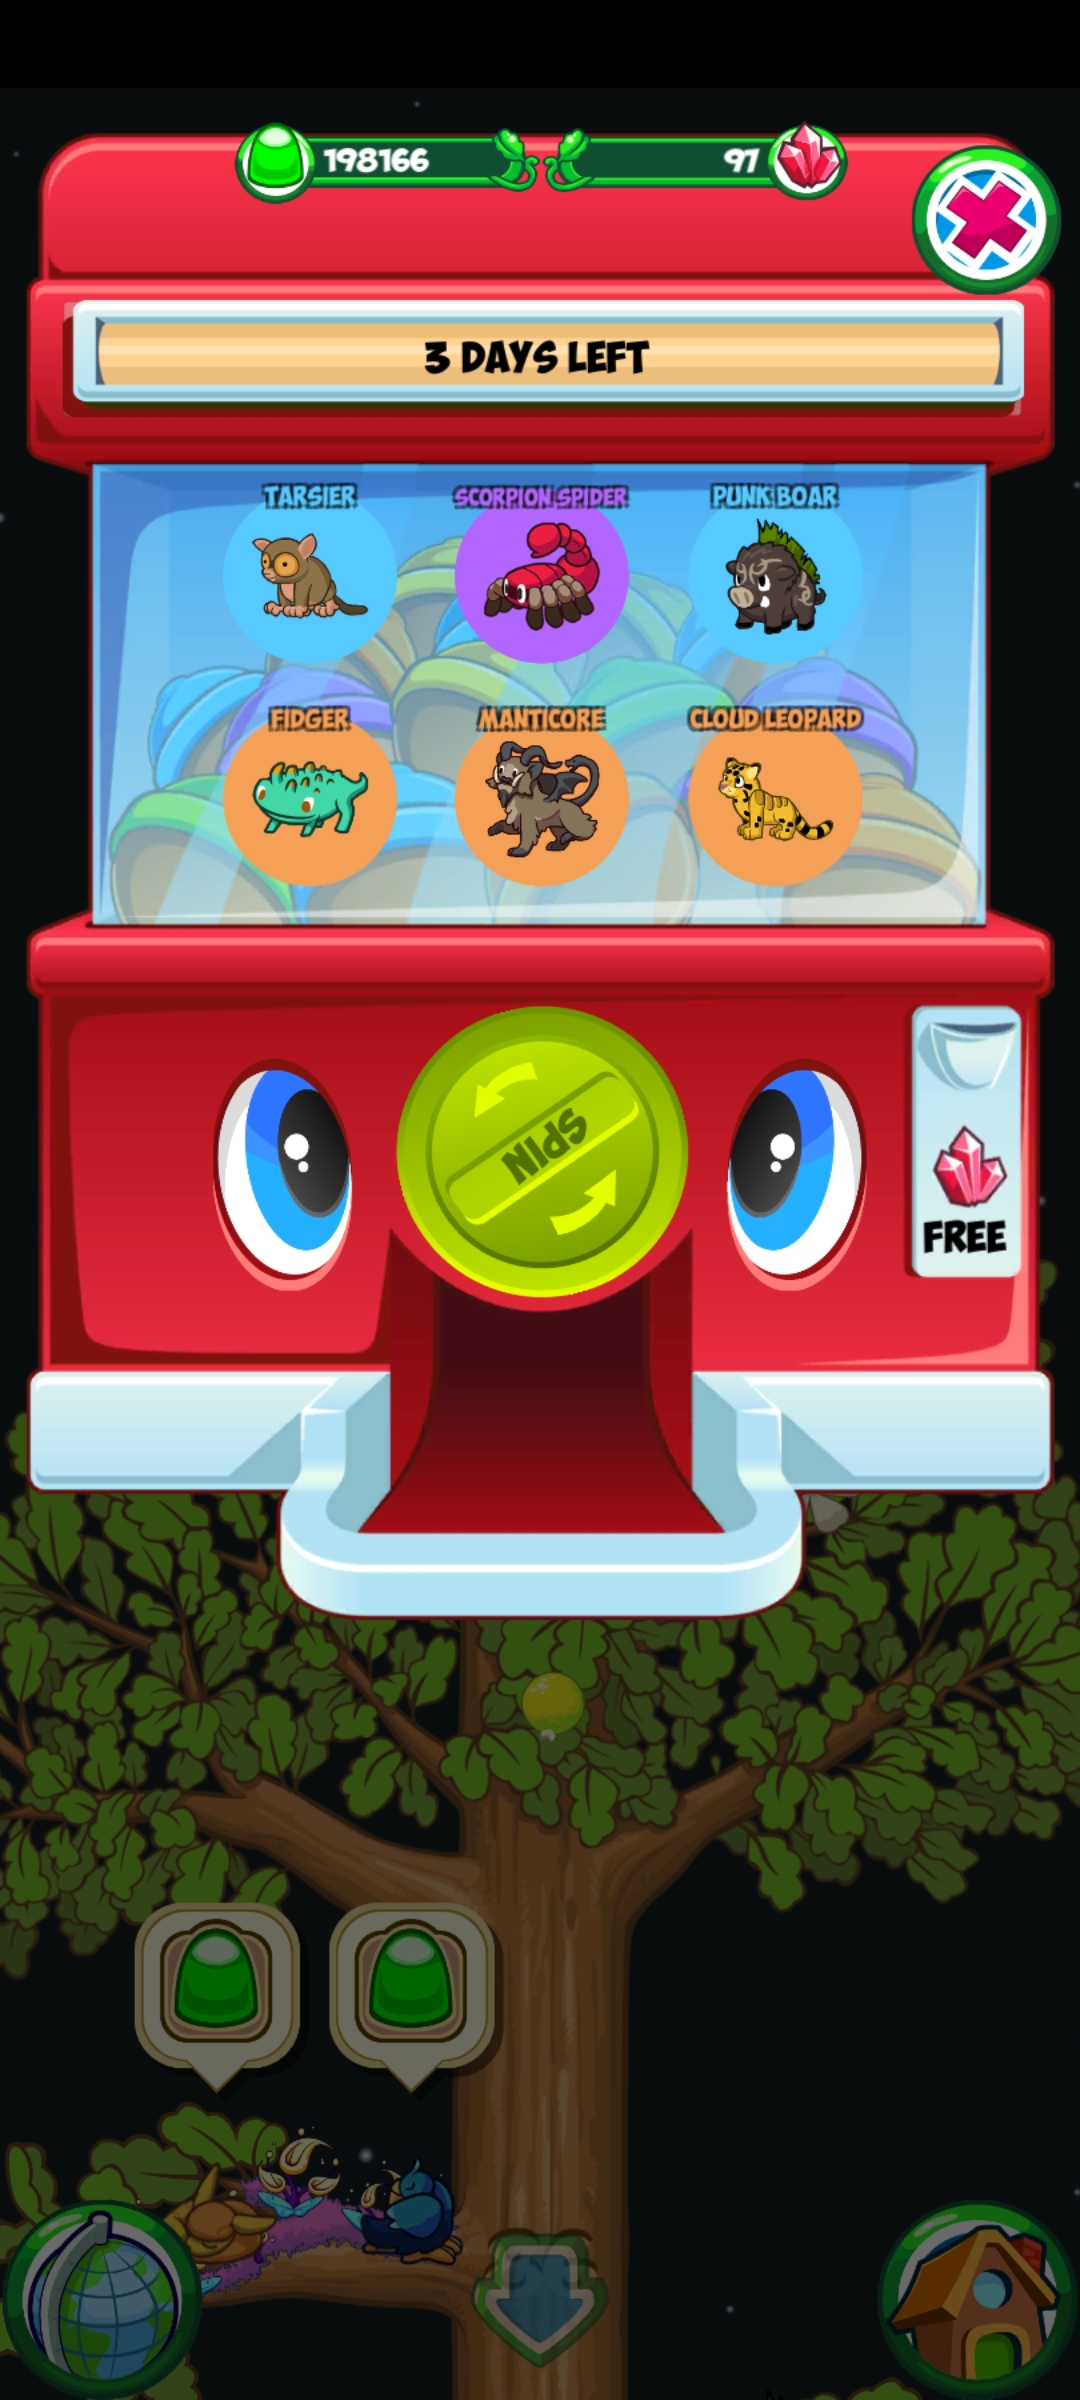 198166
97
3 DAYS LEFT
TARSIER
SCORPION SPIDER
PUNK BOAR
FIDGER
MANTICORE
CLOUD LEOPARD
SPIN
FREE